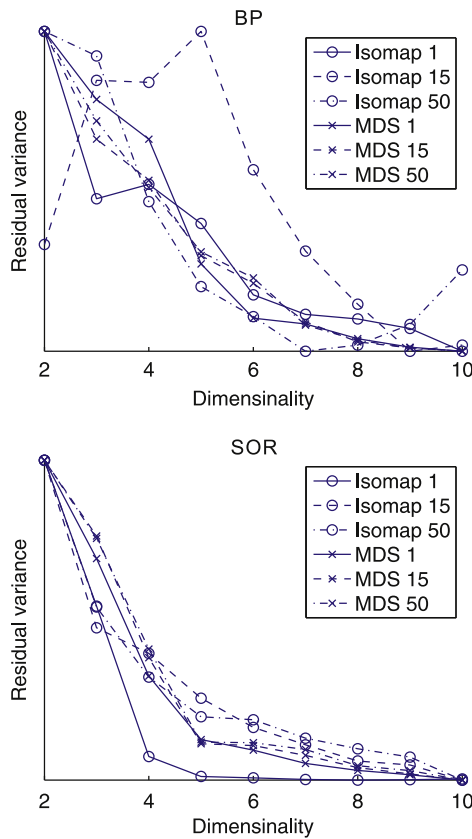 BP
Isomap 1
Isomap 15
Isomap 50
MDS 1
MDS 15
MDS 50
Residual variance
2 4 6 8 10
Dimensinality
SOR
Isomap 1
Isomap 15
Isomap 50
MDS 1
MDS 15
MDS 50
Residual variance
2 4 6 8 10
Dimensinality